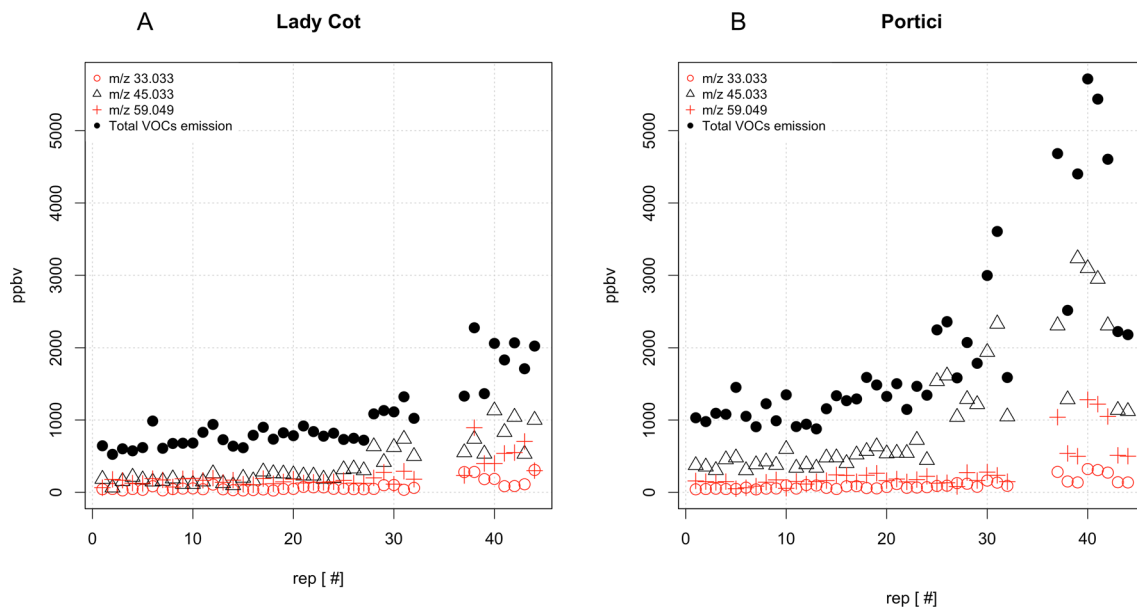 A Lady Cot
m/z 33.033
m/z 45.033
m/z 59.049
Total VOCs emission
ppbv
0 1000 2000 3000 4000 5000
0 10 20 30 40
rep [ #]
B Portici
m/z 33.033
m/z 45.033
m/z 59.049
Total VOCs emission
ppbv
0 1000 2000 3000 4000 5000
0 10 20 30 40
rep [ #]